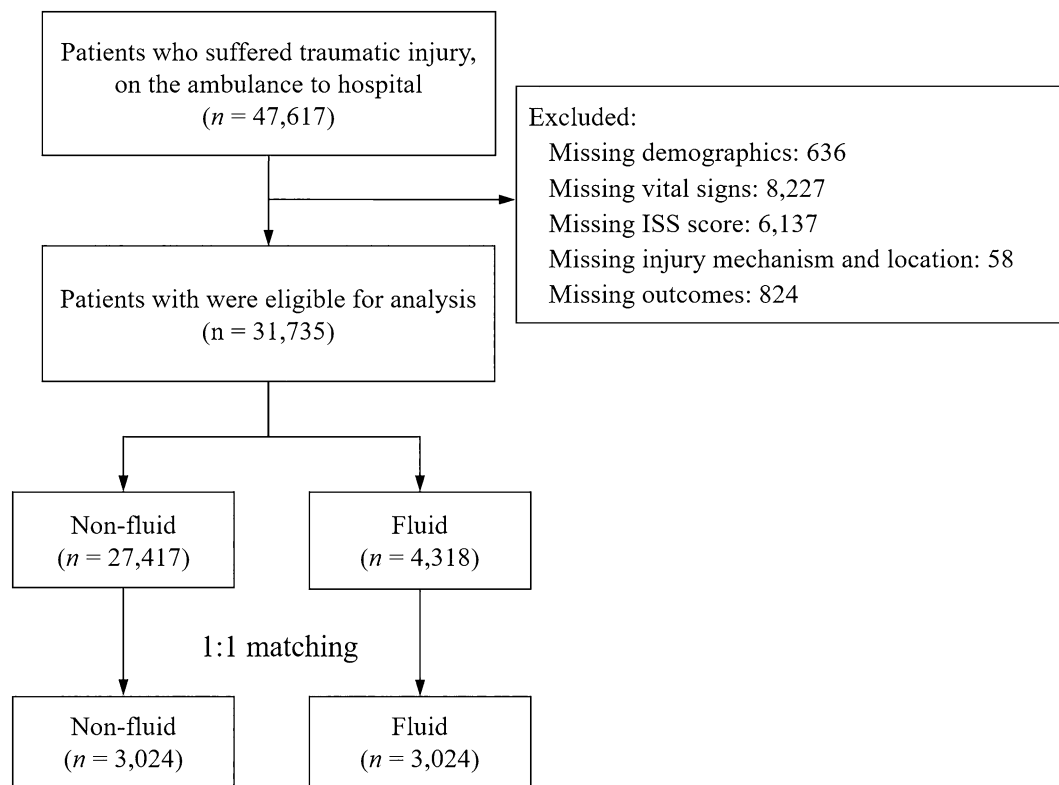 Patients who suffered traumatic injury,
on the ambulance to hospital
(n = 47,617)
Excluded:
Missing demographics: 636
Missing vital signs: 8,227
Missing ISS score: 6,137
Missing injury mechanism and location: 58
Missing outcomes: 824
Patients with were eligible for analysis
(n = 31,735)
Non-fluid
(n = 27,417)
Fluid
(n = 4,318)
1:1 matching
Non-fluid
(n = 3,024)
Fluid
(n = 3,024)